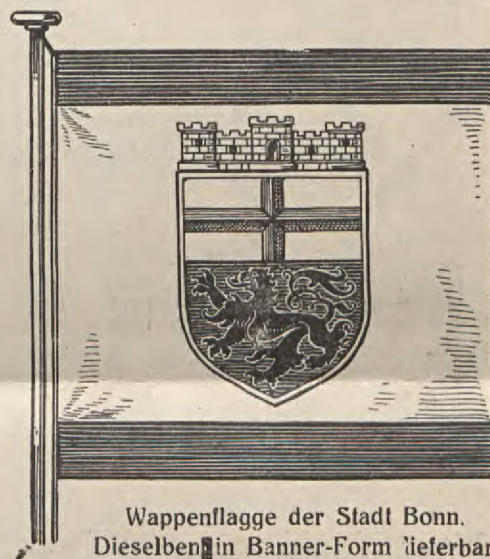 Wappenflagge der Stadt Bonn.
Dieselben in Banner-Form lieferbar